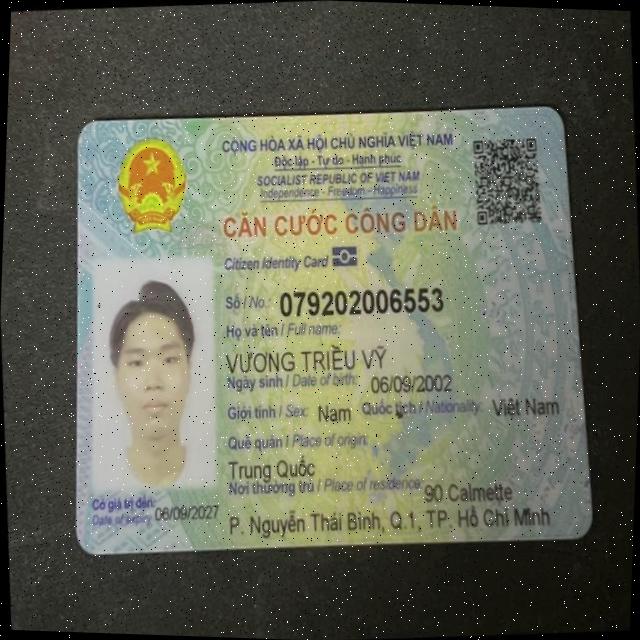 CỘNG HÒA XÃ HỘI CHỦ NGHĨA VIỆT NAM
Độc lập - Tự do - Hạnh phúc
SOCIALIST REPUBLIC OF VIET NAM
Independence - Freedom - Happiness
CĂN CƯỚC CÔNG DÂN
Citizen Identity Card
Số / No.: 079202006553
Họ và tên / Full name:
VƯƠNG TRIỀU VỸ
Ngày sinh / Date of birth: 06/09/2002
Giới tính / Sex: Nam Quốc tịch / Nationality: Việt Nam
Quê quán / Place of origin:
Trung Quốc
Nơi thường trú / Place of residence: 90 Calmette
P. Nguyễn Thái Bình, Q.1, TP. Hồ Chí Minh
Có giá trị đến: 06/09/2027
Date of expiry